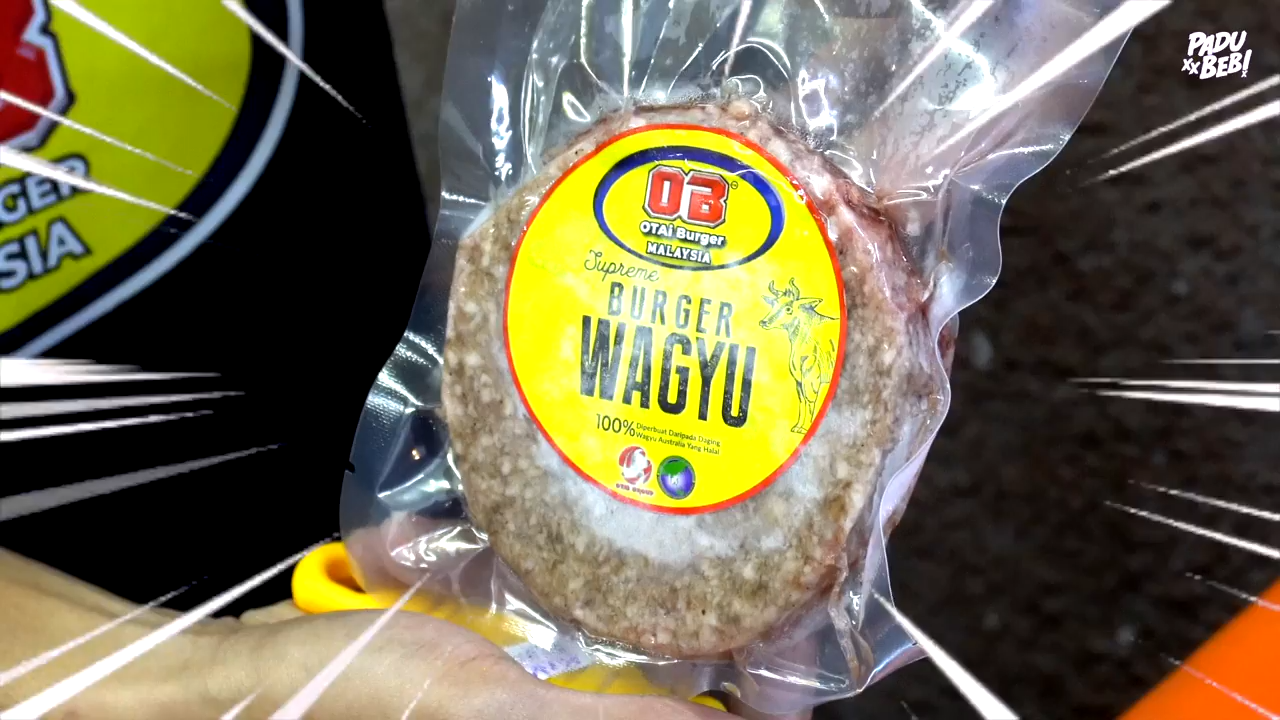 PADU
xx BEBI x
GER
SIA
OB
OTAi Burger
MALAYSIA
Supreme
BURGER
WAGYU
100% Diperbuat Daripada Daging
Wagyu Australia Yang Halal